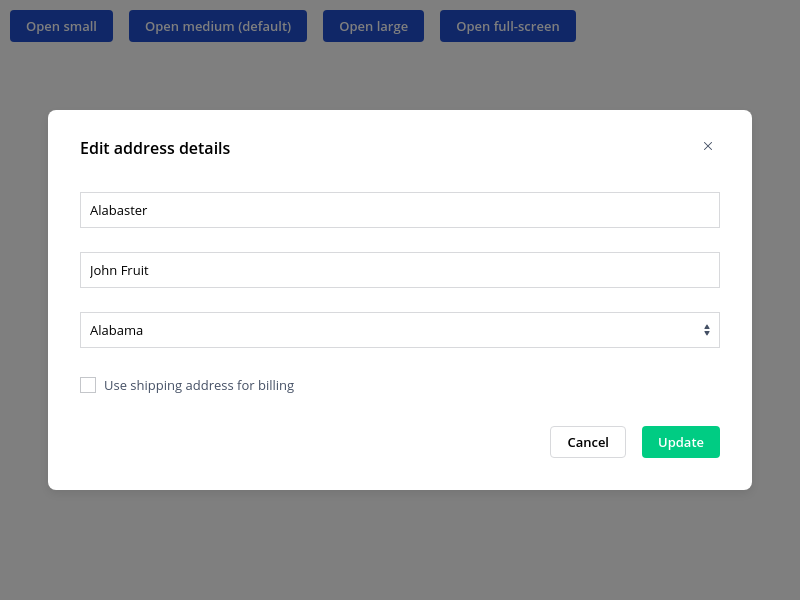 Open small Open medium (default) Open large Open full-screen
Edit address details
Alabaster
John Fruit
Alabama
Use shipping address for billing
Cancel Update